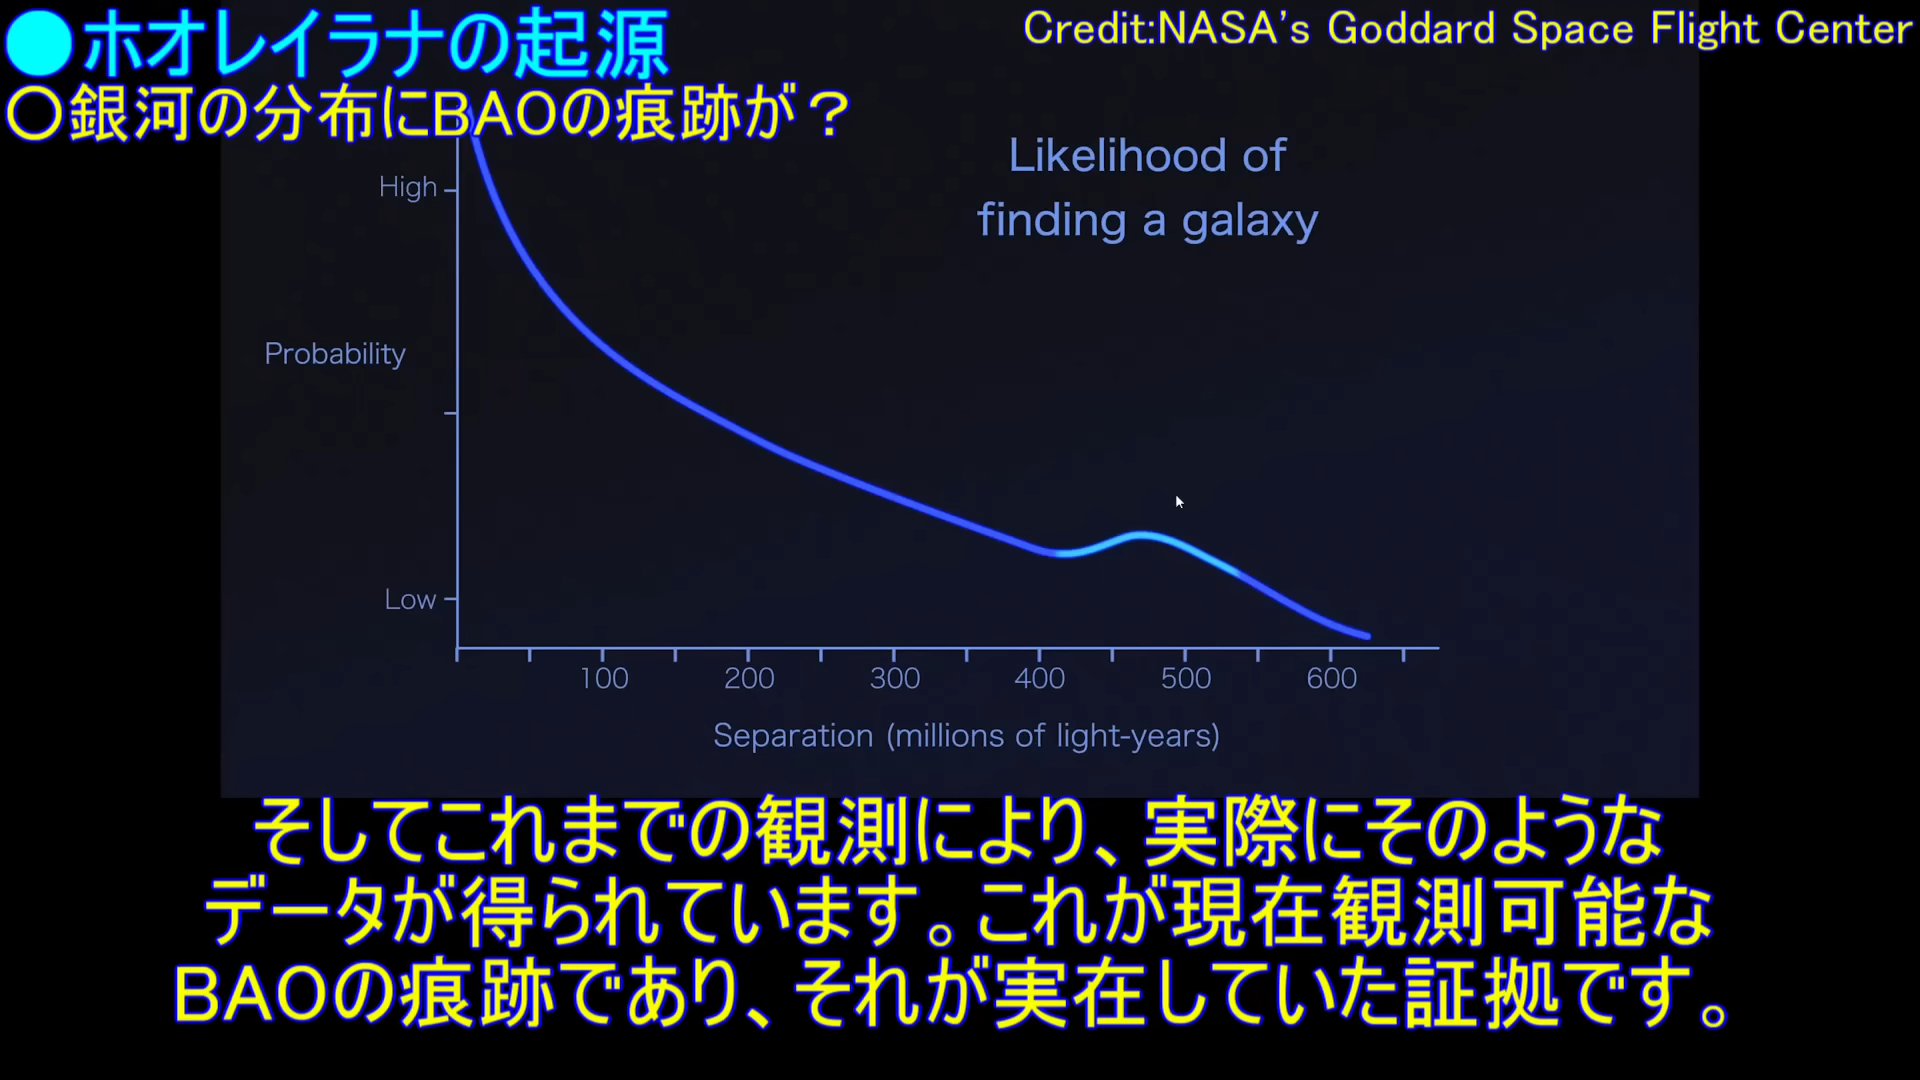 ●ホオレイラナの起源
Credit:NASA's Goddard Space Flight Center
○銀河の分布にBAOの痕跡が？
Likelihood of
finding a galaxy
High
Probability
Low
100 200 300 400 500 600
Separation (millions of light-years)
そしてこれまでの観測により、実際にそのような
データが得られています。これが現在観測可能な
BAOの痕跡であり、それが実在していた証拠です。